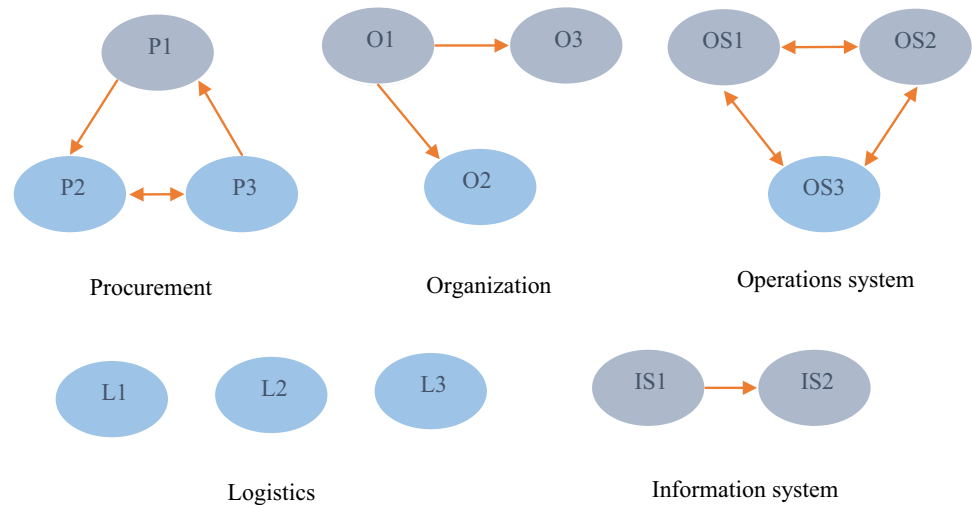 P1
P2
P3
Procurement
O1
O3
O2
Organization
OS1
OS2
OS3
Operations system
L1
L2
L3
Logistics
IS1
IS2
Information system